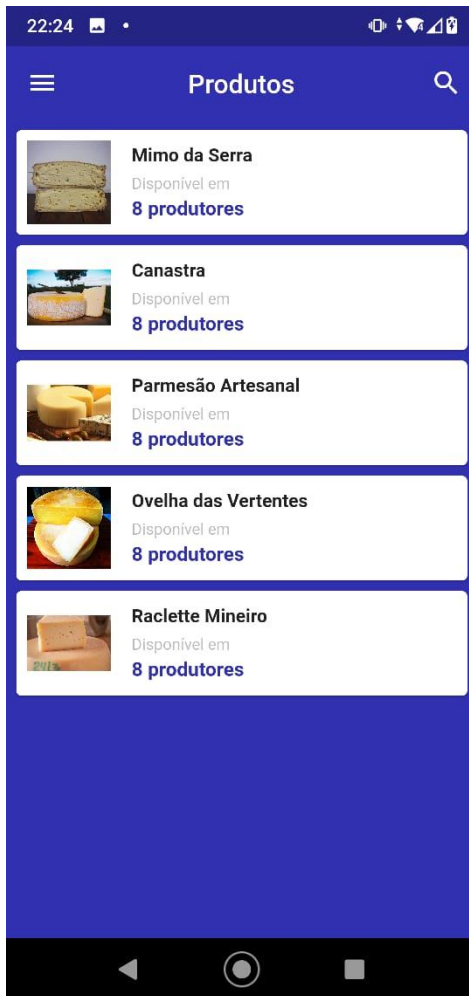 22:24
Produtos
Mimo da Serra
Disponível em
8 produtores
Canastra
Disponível em
8 produtores
Parmesão Artesanal
Disponível em
8 produtores
Ovelha das Vertentes
Disponível em
8 produtores
Raclette Mineiro
Disponível em
8 produtores